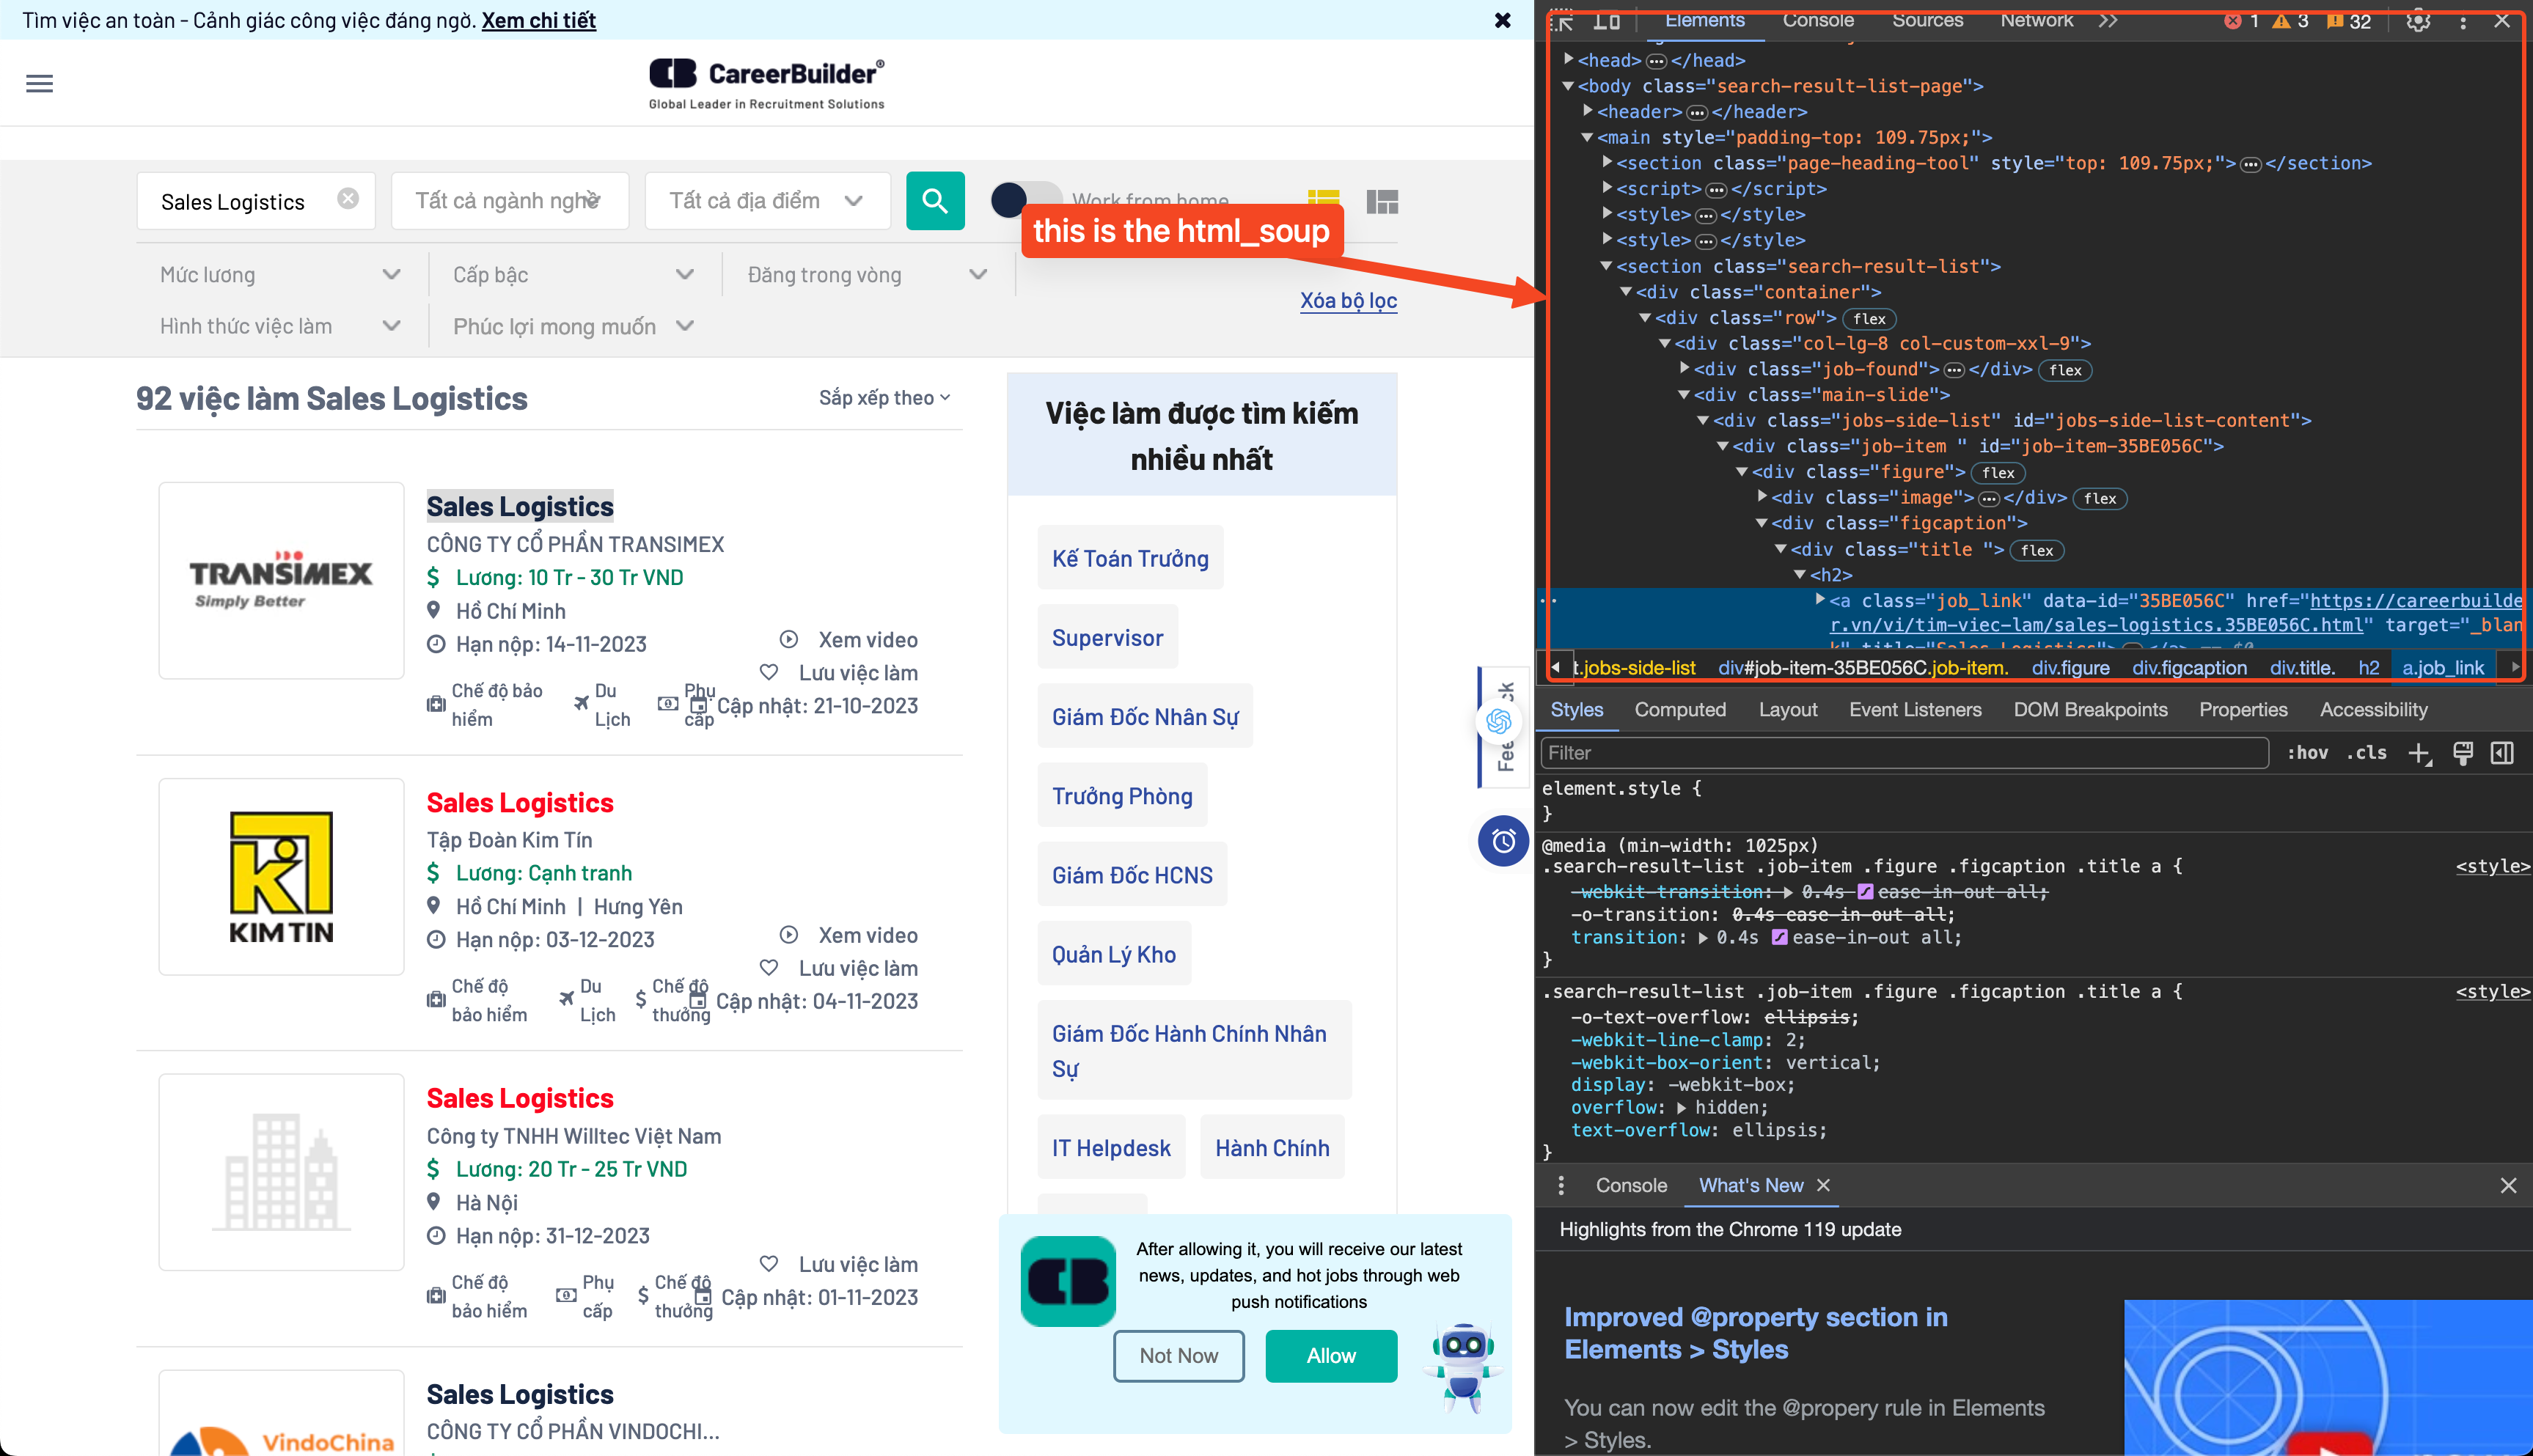 Tìm việc an toàn - Cảnh giác công việc đáng ngờ. Xem chi tiết
CareerBuilder®
Global Leader in Recruitment Solutions
Sales Logistics
Tất cả ngành nghề
Tất cả địa điểm
Work from home
this is the html_soup
Mức lương
Cấp bậc
Đăng trong vòng
Xóa bộ lọc
Hình thức việc làm
Phúc lợi mong muốn
92 việc làm Sales Logistics
Sắp xếp theo
TRANSIMEX
Simply Better
Sales Logistics
CÔNG TY CỔ PHẦN TRANSIMEX
Lương: 10 Tr - 30 Tr VND
Hồ Chí Minh
Hạn nộp: 14-11-2023
Xem video
Lưu việc làm
Chế độ bảo
hiểm
Du
Lịch
Phụ
cấp
Cập nhật: 21-10-2023
KIM TIN
Sales Logistics
Tập Đoàn Kim Tín
Lương: Cạnh tranh
Hồ Chí Minh | Hưng Yên
Hạn nộp: 03-12-2023
Xem video
Lưu việc làm
Chế độ
bảo hiểm
Du
Lịch
Chế độ
thưởng
Cập nhật: 04-11-2023
Sales Logistics
Công ty TNHH Willtec Việt Nam
Lương: 20 Tr - 25 Tr VND
Hà Nội
Hạn nộp: 31-12-2023
Lưu việc làm
Chế độ
bảo hiểm
Phụ
cấp
Chế độ
thưởng
Cập nhật: 01-11-2023
VindoChina
Sales Logistics
CÔNG TY CỔ PHẦN VINDOCHI...
Việc làm được tìm kiếm
nhiều nhất
Kế Toán Trưởng
Supervisor
Giám Đốc Nhân Sự
Trưởng Phòng
Giám Đốc HCNS
Quản Lý Kho
Giám Đốc Hành Chính Nhân
Sự
IT Helpdesk
Hành Chính
After allowing it, you will receive our latest
news, updates, and hot jobs through web
push notifications
Not Now
Allow
Elements Console Sources Network 1 3 32
<head>…</head>
<body class="search-result-list-page">
<header>…</header>
<main style="padding-top: 109.75px;">
<section class="page-heading-tool" style="top: 109.75px;">…</section>
<script>…</script>
<style>…</style>
<style>…</style>
<section class="search-result-list">
<div class="container">
<div class="row"> flex
<div class="col-lg-8 col-custom-xxl-9">
<div class="job-found">…</div> flex
<div class="main-slide">
<div class="jobs-side-list" id="jobs-side-list-content">
<div class="job-item " id="job-item-35BE056C">
<div class="figure"> flex
<div class="image">…</div> flex
<div class="figcaption">
<div class="title "> flex
<h2>
<a class="job_link" data-id="35BE056C" href="https://careerbuilde
r.vn/vi/tim-viec-lam/sales-logistics.35BE056C.html" target="_blan
t.jobs-side-list div#job-item-35BE056C.job-item. div.figure div.figcaption div.title. h2 a.job_link
Styles Computed Layout Event Listeners DOM Breakpoints Properties Accessibility
Filter :hov .cls
element.style {
}
@media (min-width: 1025px)
.search-result-list .job-item .figure .figcaption .title a { <style>
-webkit-transition: 0.4s ease-in-out all;
-o-transition: 0.4s ease-in-out all;
transition: 0.4s ease-in-out all;
}
.search-result-list .job-item .figure .figcaption .title a { <style>
-o-text-overflow: ellipsis;
-webkit-line-clamp: 2;
-webkit-box-orient: vertical;
display: -webkit-box;
overflow: hidden;
text-overflow: ellipsis;
}
Console What's New
Highlights from the Chrome 119 update
Improved @property section in
Elements > Styles
You can now edit the @propery rule in Elements
> Styles.